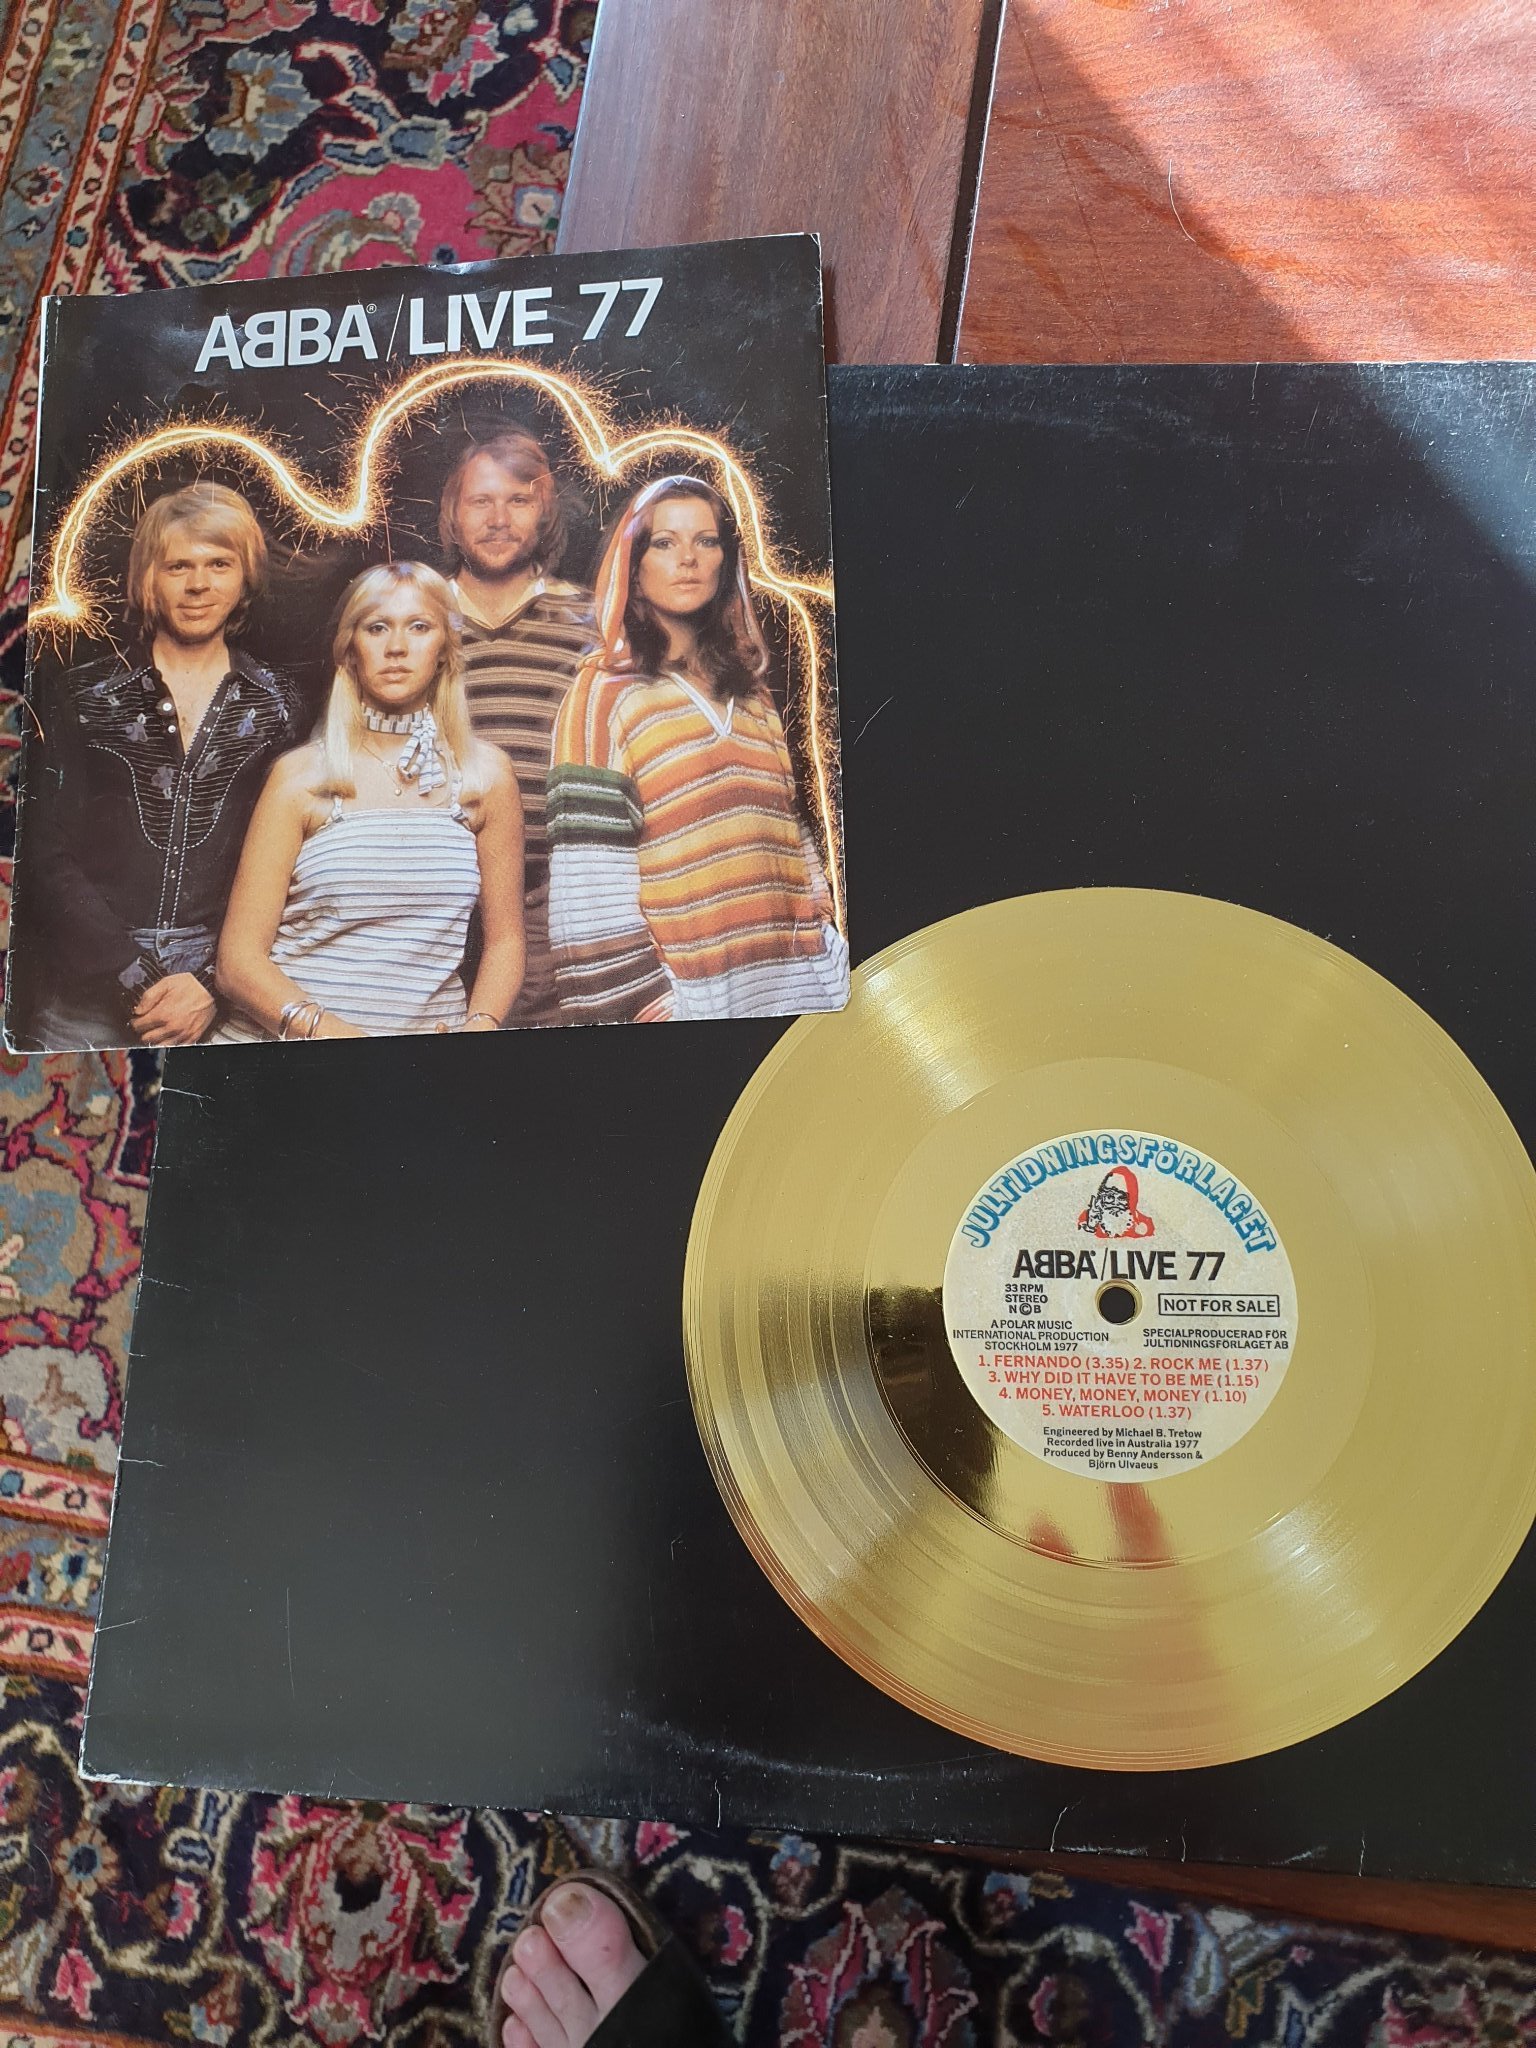 ABBA®/LIVE 77
JULTIDNINGSFÖRLAGET
ABBA®/LIVE 77
33 RPM
STEREO
N©B
NOT FOR SALE
A POLAR MUSIC
INTERNATIONAL PRODUCTION
STOCKHOLM 1977
SPECIALPRODUCERAD FÖR
JULTIDNINGSFÖRLAGET AB
1. FERNANDO (3.35) 2. ROCK ME (1.37)
3. WHY DID IT HAVE TO BE ME (1.15)
4. MONEY, MONEY, MONEY (1.10)
5. WATERLOO (1.37)
Engineered by Michael B. Tretow
Recorded live in Australia 1977
Produced by Benny Andersson &
Björn Ulvaeus